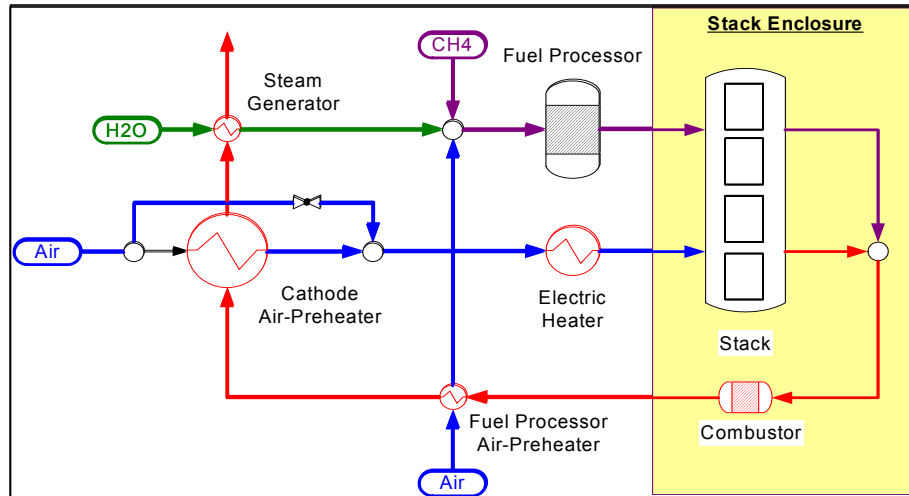 Stack Enclosure
CH4
Fuel Processor
Steam
Generator
H2O
Air
Cathode
Air-Preheater
Electric
Heater
Stack
Fuel Processor
Air-Preheater
Combustor
Air